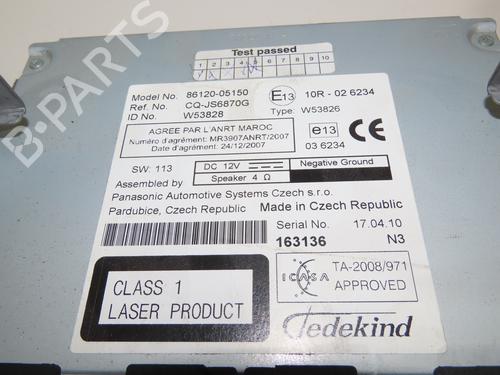 Test passed
1 2 3 4 5 6 7 8 9 10
Model No. 86120-05150
Ref. No. CQ-JS6870G
ID No W53828
E13
10R - 02 6234
Type: W53826
AGREE PAR L'ANRT MAROC
Numéro d'agrément: MR3907ANRT/2007
Date d'agrément: 24/12/2007
e13
03 6234
CE
SW: 113
DC 12V
Negative Ground
Speaker 4 Ω
Assembled by
Panasonic Automotive Systems Czech s.r.o.
Pardubice, Czech Republic
Made in Czech Republic
Serial No.
17.04.10
163136
N3
CLASS 1
LASER PRODUCT
ICASA
TA-2008/971
APPROVED
Tedekind
B-PARTS